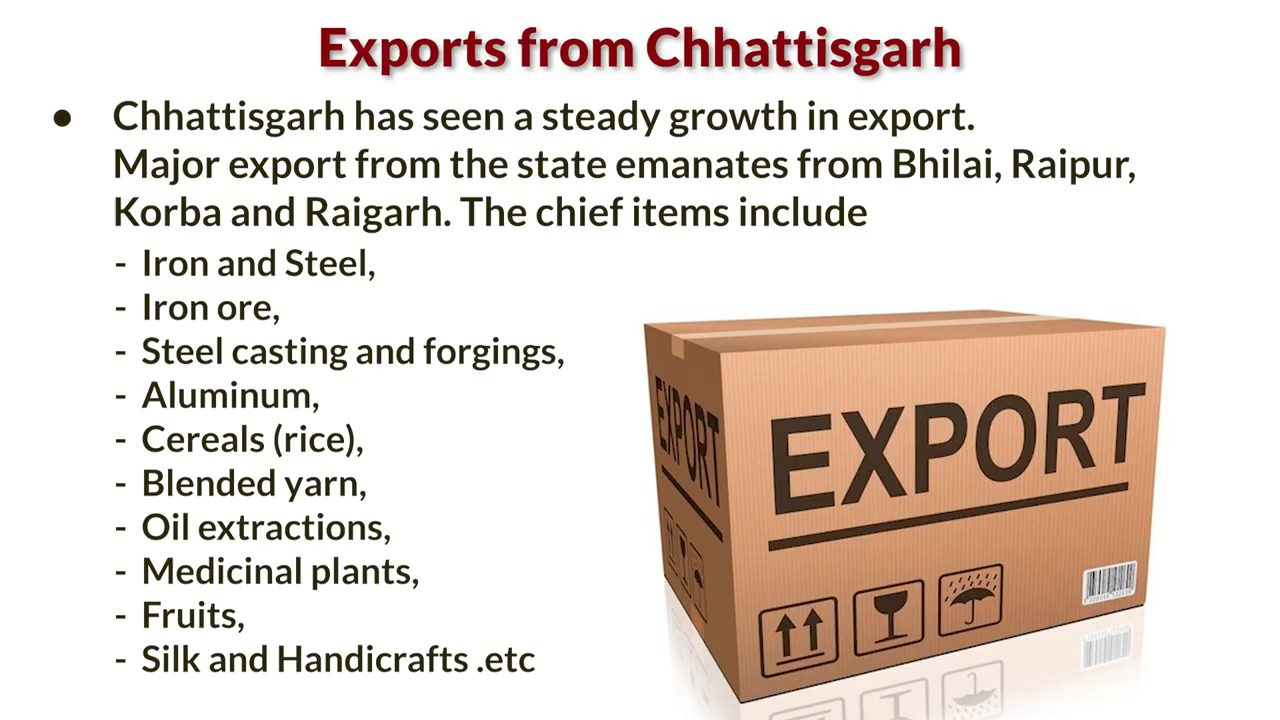 Exports from Chhattisgarh
● Chhattisgarh has seen a steady growth in export.
Major export from the state emanates from Bhilai, Raipur,
Korba and Raigarh. The chief items include
- Iron and Steel,
- Iron ore,
- Steel casting and forgings,
- Aluminum,
- Cereals (rice),
- Blended yarn,
- Oil extractions,
- Medicinal plants,
- Fruits,
- Silk and Handicrafts .etc
EXPORT
EXPORT